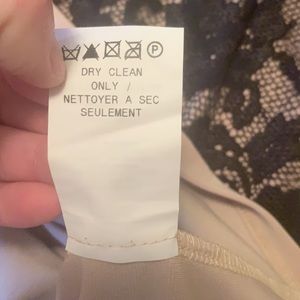 P
DRY CLEAN
ONLY /
NETTOYER A SEC
SEULEMENT